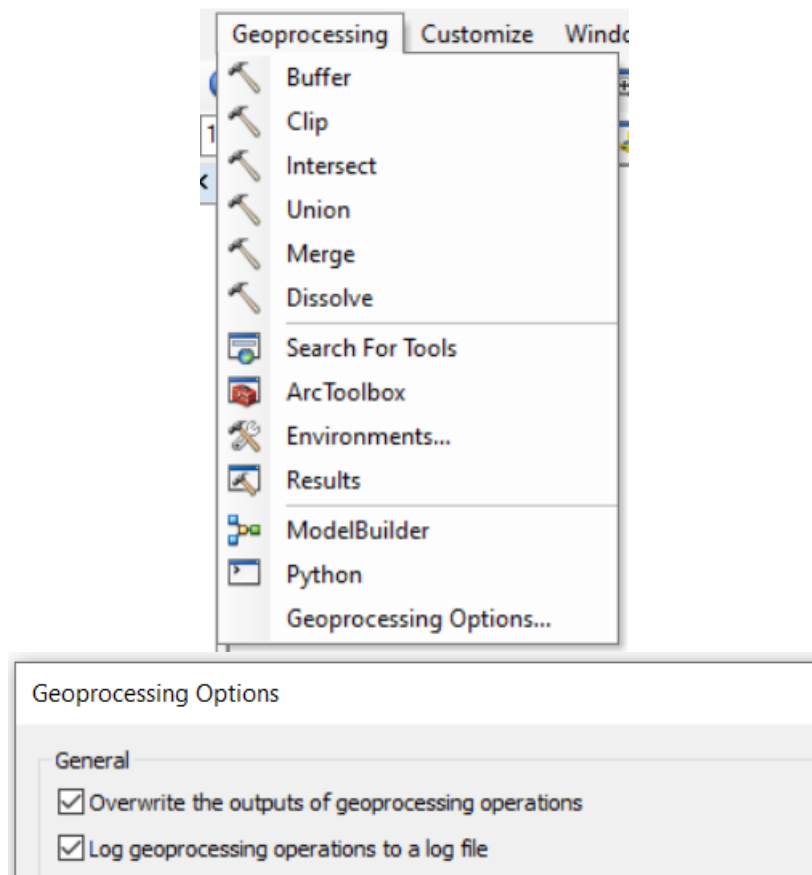 Geoprocessing Customize
Buffer
Clip
Intersect
Union
Merge
Dissolve
Search For Tools
ArcToolbox
Environments...
Results
ModelBuilder
Python
Geoprocessing Options...
Geoprocessing Options
General
Overwrite the outputs of geoprocessing operations
Log geoprocessing operations to a log file